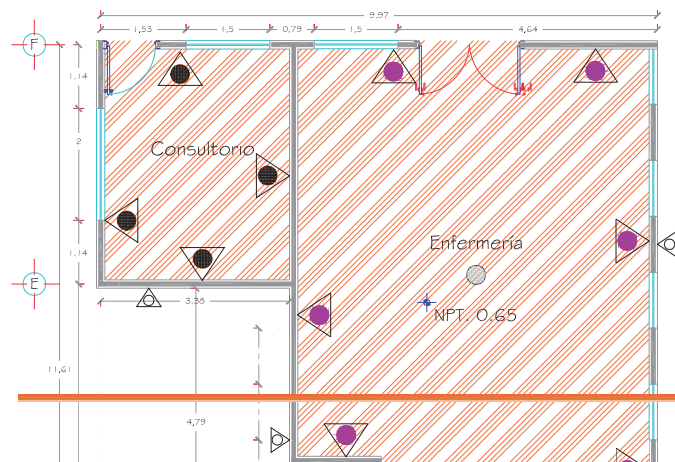 9,97
1,53 1,5 0,79 1,5 4,64
F
1,14
2
Consultorio
1,14
Enfermería
E
3,38
NPT. 0.65
11,61
4,79